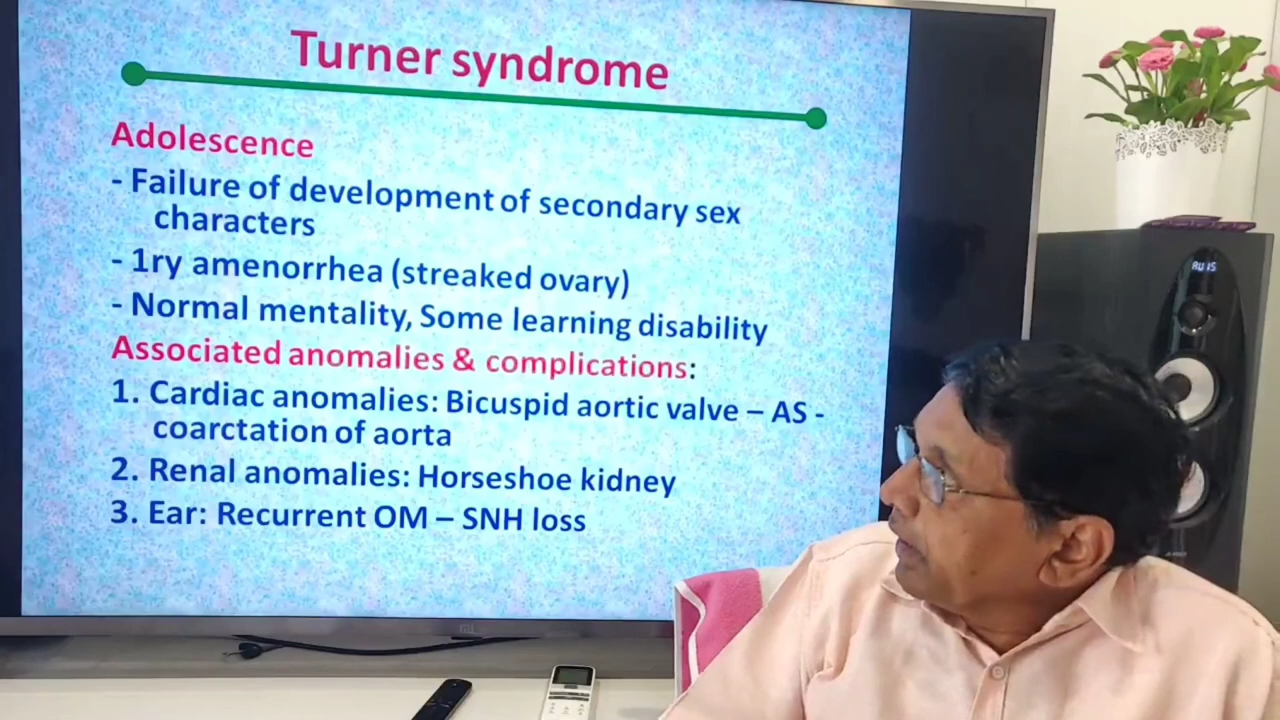 Turner syndrome
Adolescence
- Failure of development of secondary sex
characters
- 1ry amenorrhea (streaked ovary)
- Normal mentality, Some learning disability
Associated anomalies & complications:
1. Cardiac anomalies: Bicuspid aortic valve – AS -
coarctation of aorta
2. Renal anomalies: Horseshoe kidney
3. Ear: Recurrent OM – SNH loss